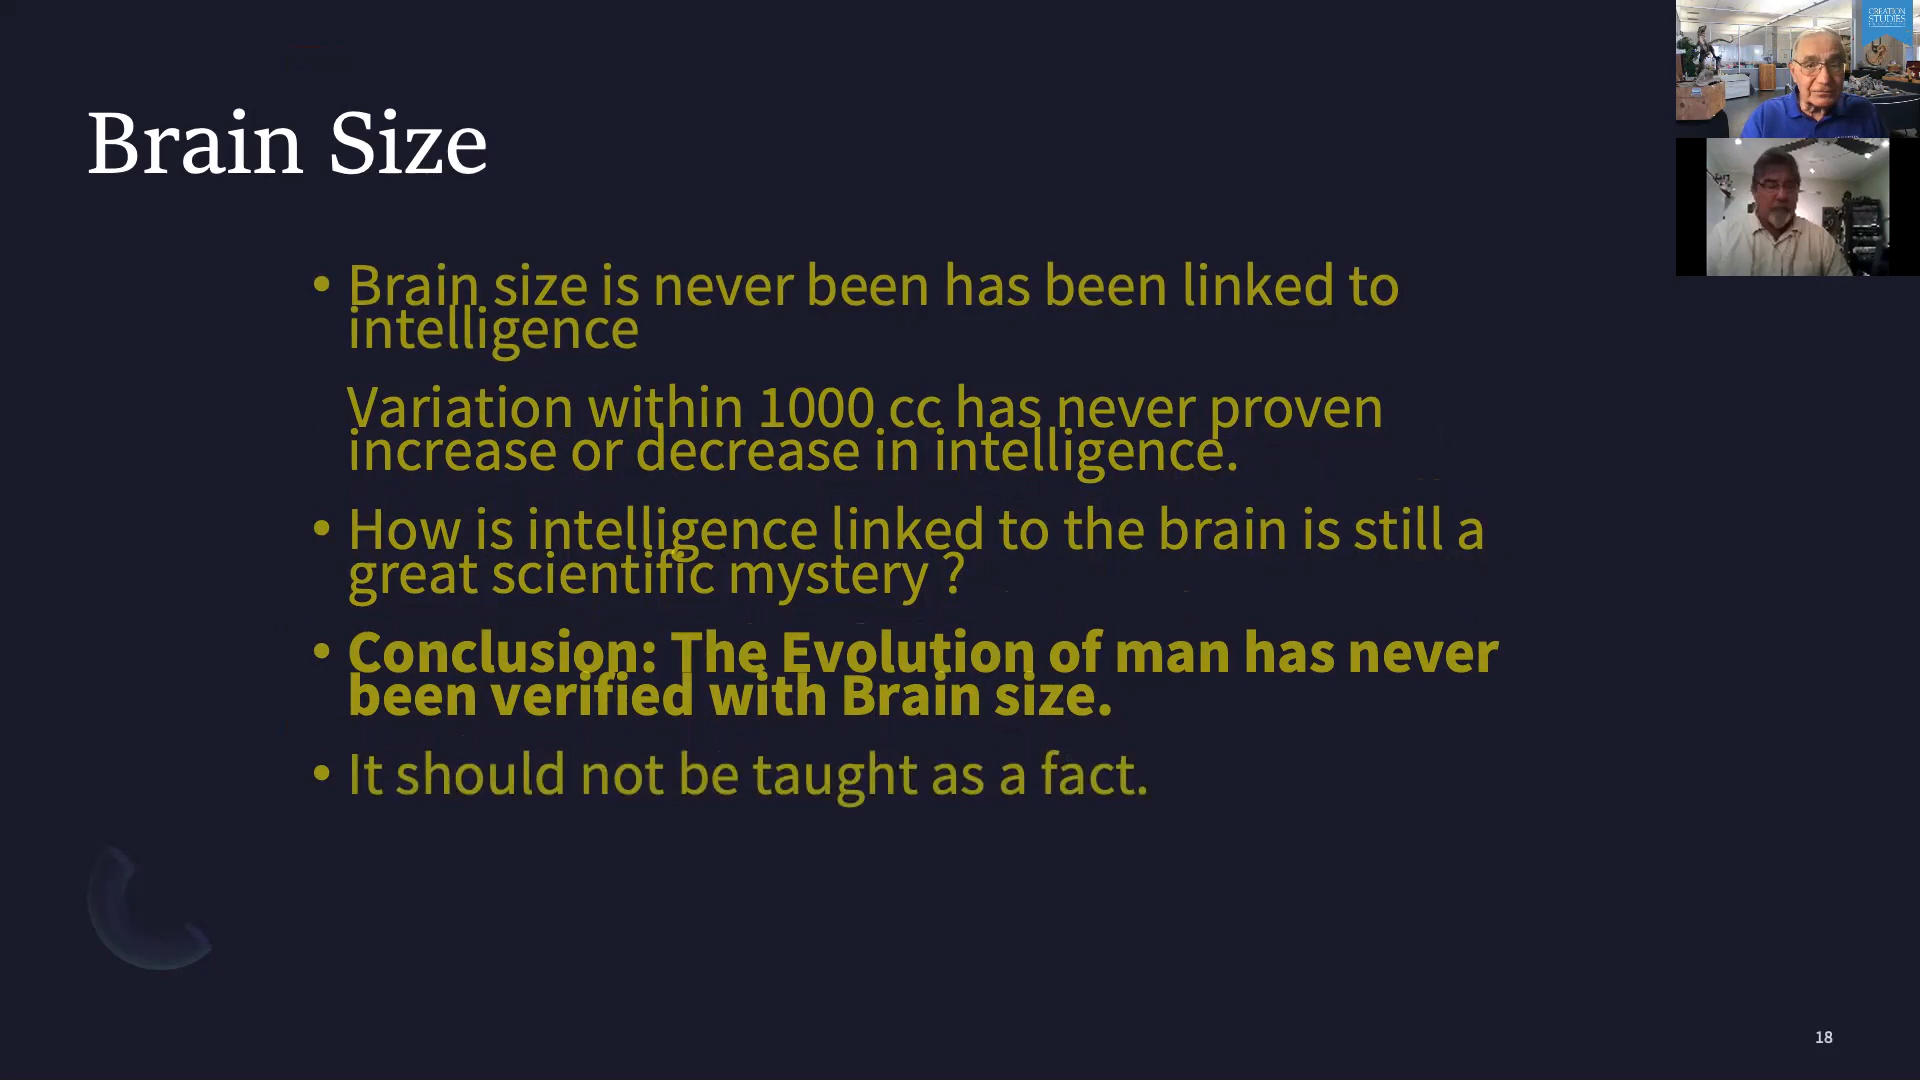 CREATION
STUDIES
Brain Size
• Brain size is never been has been linked to
intelligence
Variation within 1000 cc has never proven
increase or decrease in intelligence.
• How is intelligence linked to the brain is still a
great scientific mystery ?
• Conclusion: The Evolution of man has never
been verified with Brain size.
• It should not be taught as a fact.
18